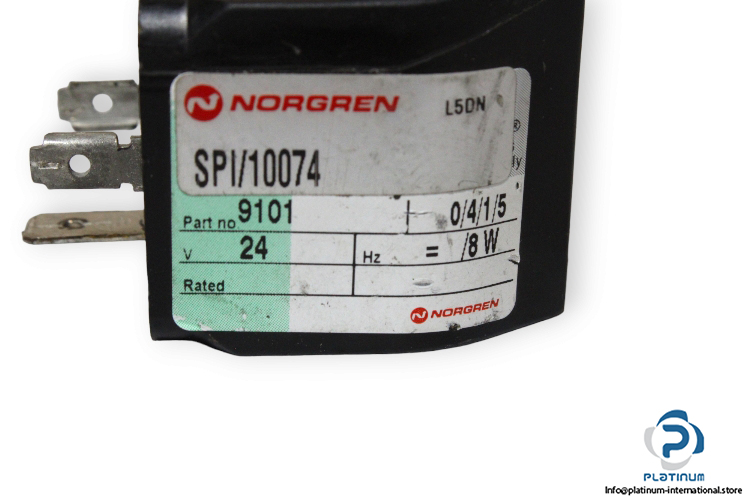 NORGREN L5DN
SPI/10074
®
ly
Part no 9101 0/4/1/5
V 24 Hz = /8 W
Rated
NORGREN
PLATINUM
Info@platinum-international.store